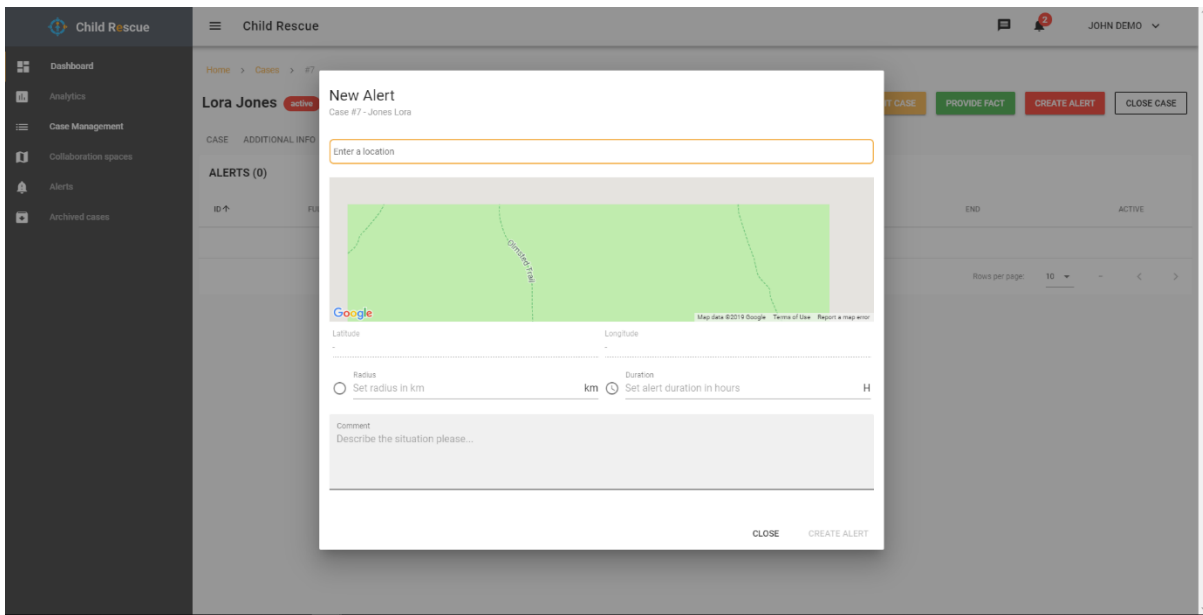 Child Rescue
Child Rescue
2
JOHN DEMO
Dashboard
Analytics
Case Management
Collaboration spaces
Alerts
Archived cases
Home > Cases > #7
Lora Jones active
CASE
PROVIDE FACT
CREATE ALERT
CLOSE CASE
CASE ADDITIONAL INFO
ALERTS (0)
ID
END
ACTIVE
Rows per page: 10 -
New Alert
Case #7 - Jones Lora
Enter a location
Olmsted-Trail
Google
Map data ©2019 Google Terms of Use Report a map error
Latitude
-
Longitude
-
Radius
Set radius in km km
Duration
Set alert duration in hours H
Comment
Describe the situation please...
CLOSE
CREATE ALERT